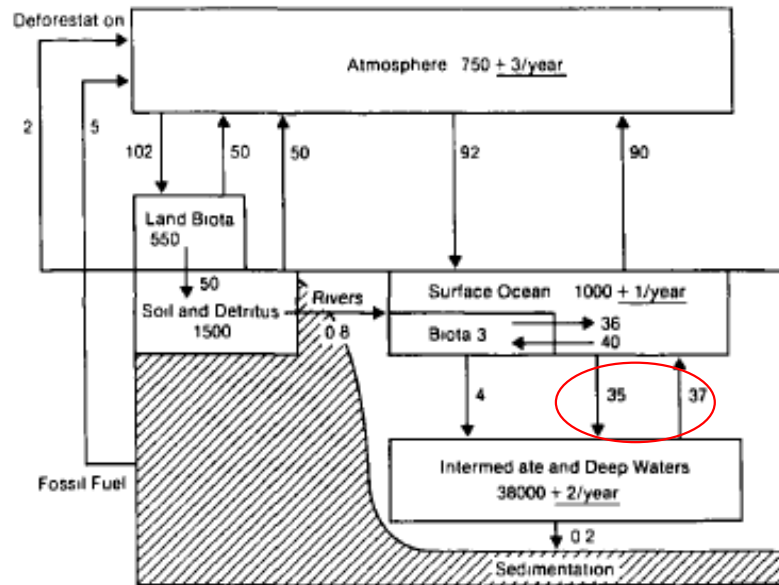 Deforestat on
Atmosphere 750 + 3/year
2
5
102
50
50
92
90
Land Biota
550
50
Soil and Detritus
1500
Rivers
0 8
Surface Ocean 1000 + 1/year
Biota 3
36
40
4
35
37
Fossil Fuel
Intermed ate and Deep Waters
38000 + 2/year
0 2
Sedimentation